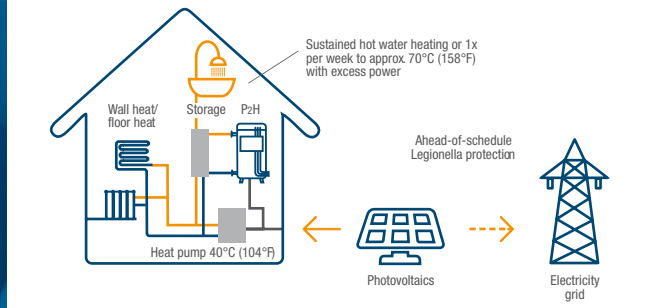 Sustained hot water heating or 1x
per week to approx. 70°C (158°F)
with excess power
Wall heat/
floor heat
Storage
P2H
Ahead-of-schedule
Legionella protection
Heat pump 40°C (104°F)
Photovoltaics
Electricity
grid